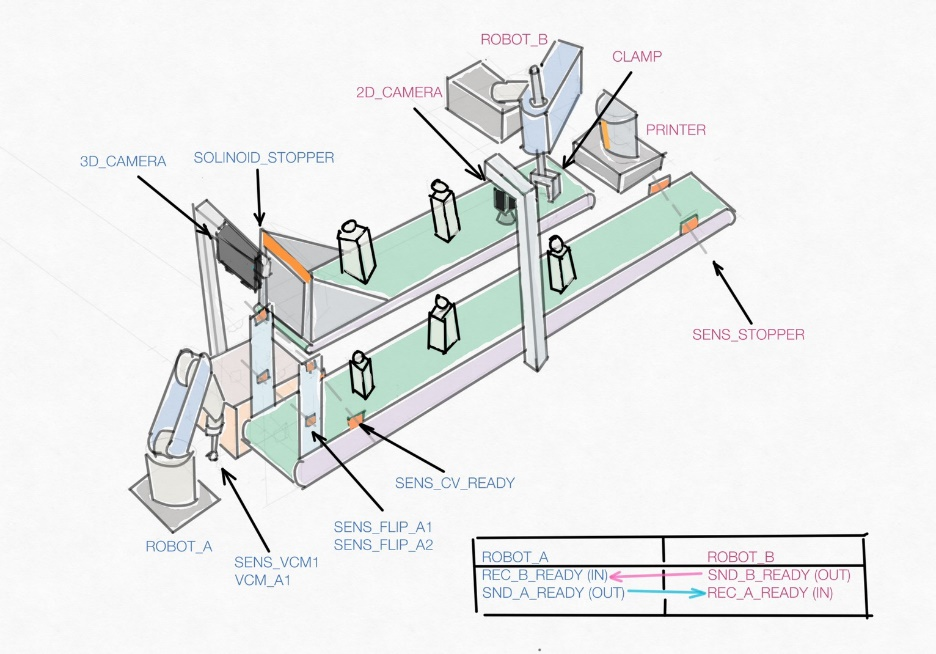 ROBOT_B
CLAMP
2D_CAMERA
PRINTER
3D_CAMERA
SOLINOID_STOPPER
SENS_STOPPER
SENS_CV_READY
SENS_FLIP_A1
SENS_FLIP_A2
ROBOT_A
SENS_VCM1
VCM_A1
ROBOT_A ROBOT_B
REC_B_READY (IN) SND_B_READY (OUT)
SND_A_READY (OUT) REC_A_READY (IN)